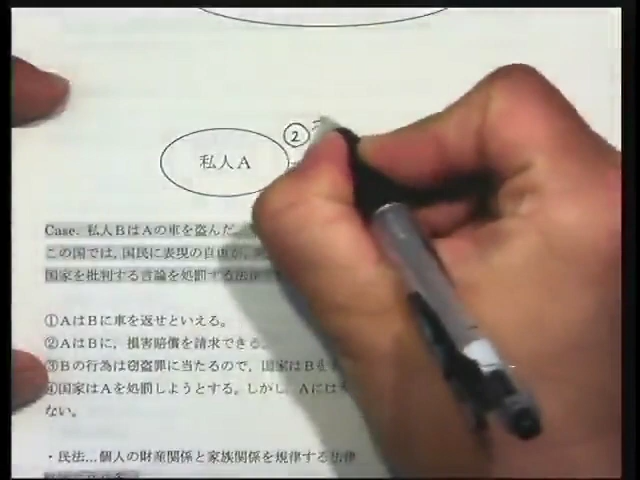 ②
私人A
Case. 私人BはAの車を盗んだ。
この国では、国民に表現の自由が
国家を批判する言論を処罰する法律
①AはBに車を返せといえる。
②AはBに、損害賠償を請求できる。
③Bの行為は窃盗罪に当たるので、国家はBを
④国家はAを処罰しようとする。しかし、Aには
ない。
・民法…個人の財産関係と家族関係を規律する法律